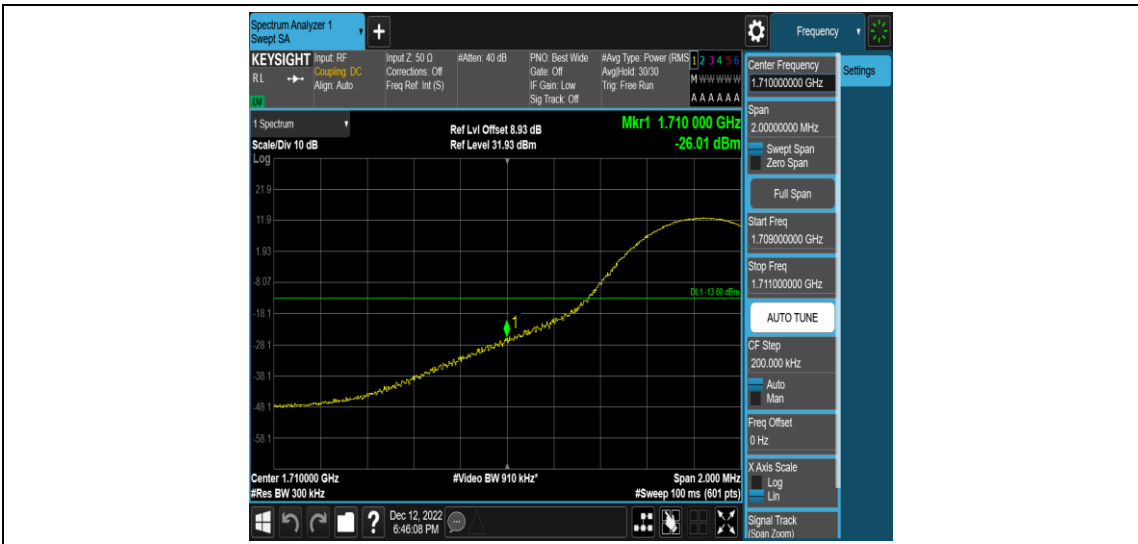 Spectrum Analyzer 1
Swept SA
+
Frequency
KEYSIGHT
Input: RF
Input Z: 50 Ω
#Atten: 40 dB
PNO: Best Wide
#Avg Type: Power (RMS
1 2 3 4 5 6
RL
Coupling: DC
Corrections: Off
Gate: Off
Avg|Hold: 30/30
M W W W W W
Align: Auto
Freq Ref: Int (S)
IF Gain: Low
Trig: Free Run
Sig Track: Off
A A A A A A
LXI
Center Frequency
1.710000000 GHz
Settings
Span
2.00000000 MHz
Swept Span
Zero Span
Full Span
Start Freq
1.709000000 GHz
Stop Freq
1.711000000 GHz
AUTO TUNE
CF Step
200.000 kHz
Auto
Man
Freq Offset
0 Hz
X Axis Scale
Log
Lin
Signal Track
(Span Zoom)
1 Spectrum
Scale/Div 10 dB
Ref Lvl Offset 8.93 dB
Ref Level 31.93 dBm
Mkr1 1.710 000 GHz
-26.01 dBm
Log
21.9
11.9
1.93
-8.07
DL1 -13.00 dBm
-18.1
1
-28.1
-38.1
-48.1
-58.1
Center 1.710000 GHz
#Video BW 910 kHz*
Span 2.000 MHz
#Res BW 300 kHz
#Sweep 100 ms (601 pts)
?
Dec 12, 2022
6:46:08 PM